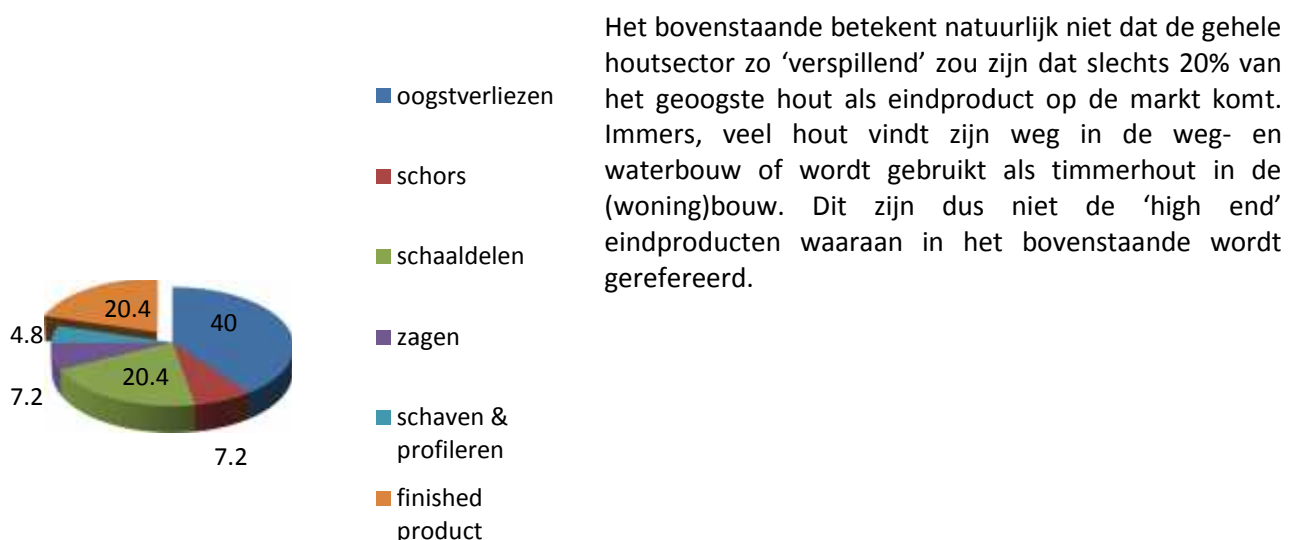 20.4
40
4.8
20.4
7.2
7.2
oogstverliezen
schors
schaaldelen
zagen
schaven &
profileren
finished
product
Het bovenstaande betekent natuurlijk niet dat de gehele
houtsector zo ‘verspillend’ zou zijn dat slechts 20% van
het geoogste hout als eindproduct op de markt komt.
Immers, veel hout vindt zijn weg in de weg- en
waterbouw of wordt gebruikt als timmerhout in de
(woning)bouw. Dit zijn dus niet de ‘high end’
eindproducten waaraan in het bovenstaande wordt
gerefereerd.